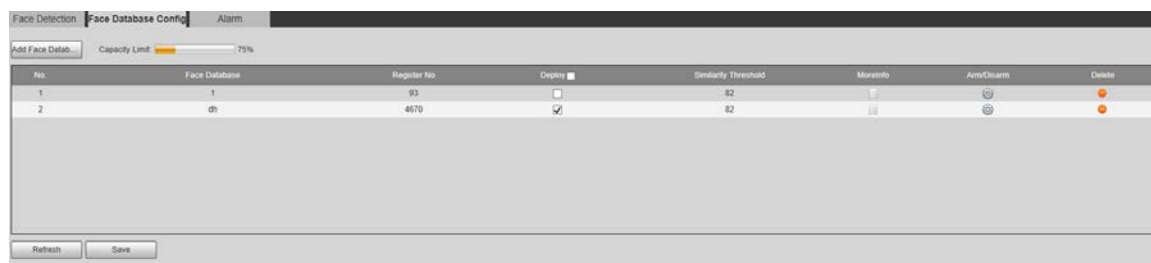 Face Detection Face Database Config Alarm
Add Face Datab... Capacity Limit: 75%
No. Face Database Register No Deploy Similarity Threshold MoreInfo Arm/Disarm Delete
1 1 93 82
2 dh 4670 82
Refresh Save